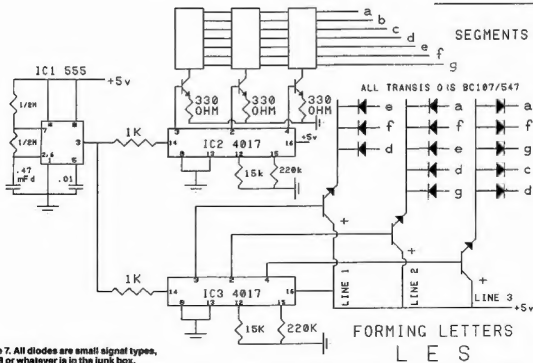 a
b
c
d
e
f
g
SEGMENTS
IC1 555
+5v
1/2M
1/2M
4
8
7
3
2,6
1
5
.47
mFd
.01
330
OHM
330
OHM
330
OHM
1K
3
2
4
14
IC2 4017
16
+5v
8
13
12
15
15k
220k
ALL TRANSIS O IS BC107/547
e
f
d
a
f
e
d
g
a
f
g
c
d
+
+
+
LINE 1
LINE 2
LINE 3
+5v
1K
3
2
4
14
IC3 4017
16
8
13
12
15
15K
220K
FORMING LETTERS
L E S
e 7. All diodes are small signal types,
or whatever is in the junk box.